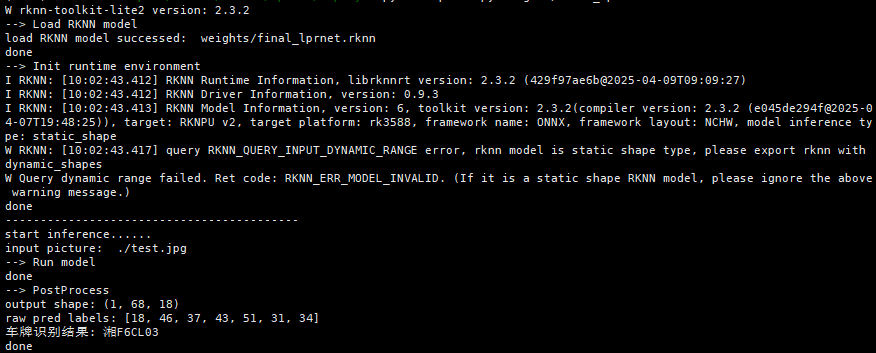 W rknn-toolkit-lite2 version: 2.3.2
--> Load RKNN model
load RKNN model successed:  weights/final_lprnet.rknn
done
--> Init runtime environment
I RKNN: [10:02:43.412] RKNN Runtime Information, librknnrt version: 2.3.2 (429f97ae6b@2025-04-09T09:09:27)
I RKNN: [10:02:43.412] RKNN Driver Information, version: 0.9.3
I RKNN: [10:02:43.413] RKNN Model Information, version: 6, toolkit version: 2.3.2(compiler version: 2.3.2 (e045de294f@2025-0
4-07T19:48:25)), target: RKNPU v2, target platform: rk3588, framework name: ONNX, framework layout: NCHW, model inference ty
pe: static_shape
W RKNN: [10:02:43.417] query RKNN_QUERY_INPUT_DYNAMIC_RANGE error, rknn model is static shape type, please export rknn with
dynamic_shapes
W Query dynamic range failed. Ret code: RKNN_ERR_MODEL_INVALID. (If it is a static shape RKNN model, please ignore the above
 warning message.)
done
------------------------------------------
start inference......
input picture:  ./test.jpg
--> Run model
done
--> PostProcess
output shape: (1, 68, 18)
raw pred labels: [18, 46, 37, 43, 51, 31, 34]
车牌识别结果: 湘F6CL03
done